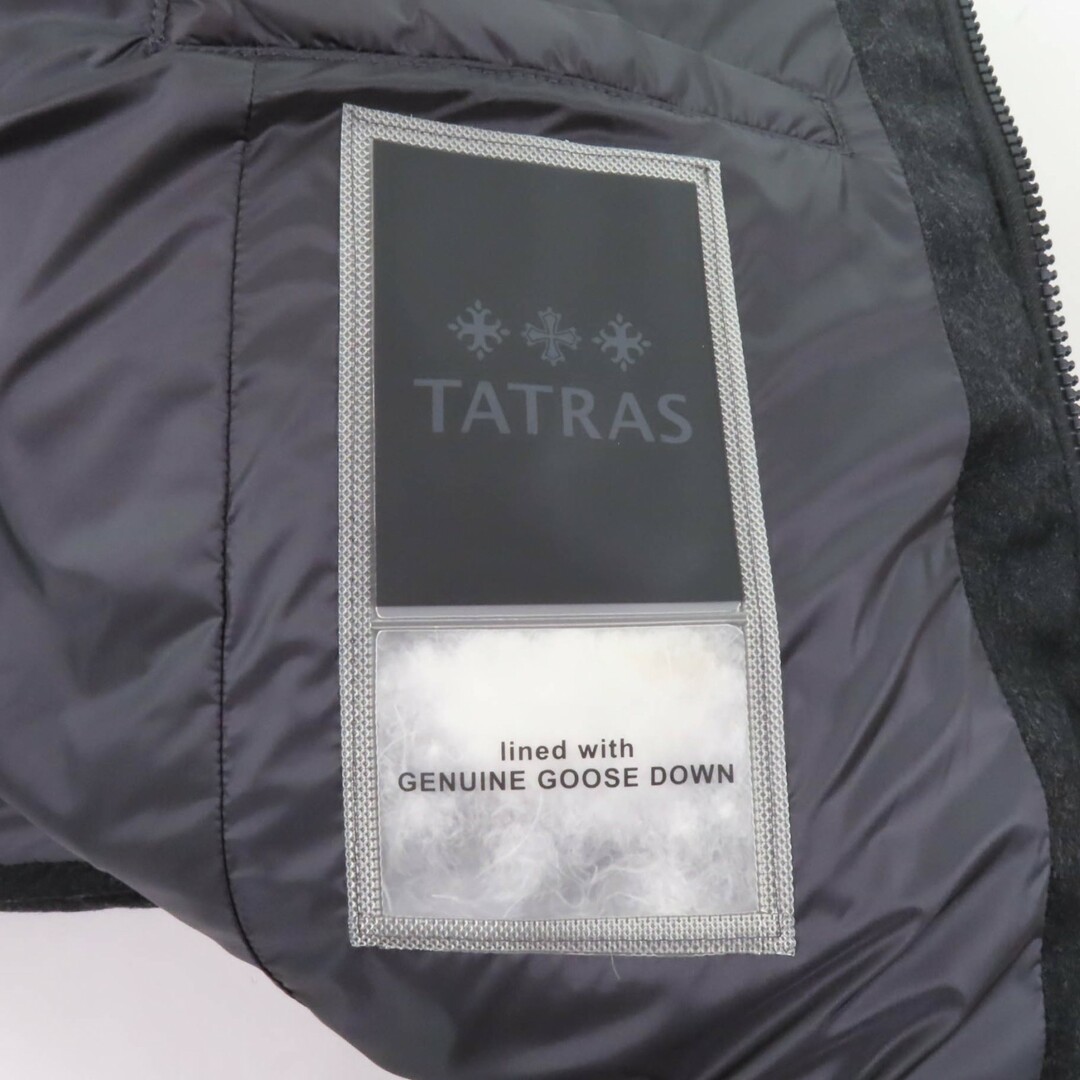 TATRAS
lined with
GENUINE GOOSE DOWN